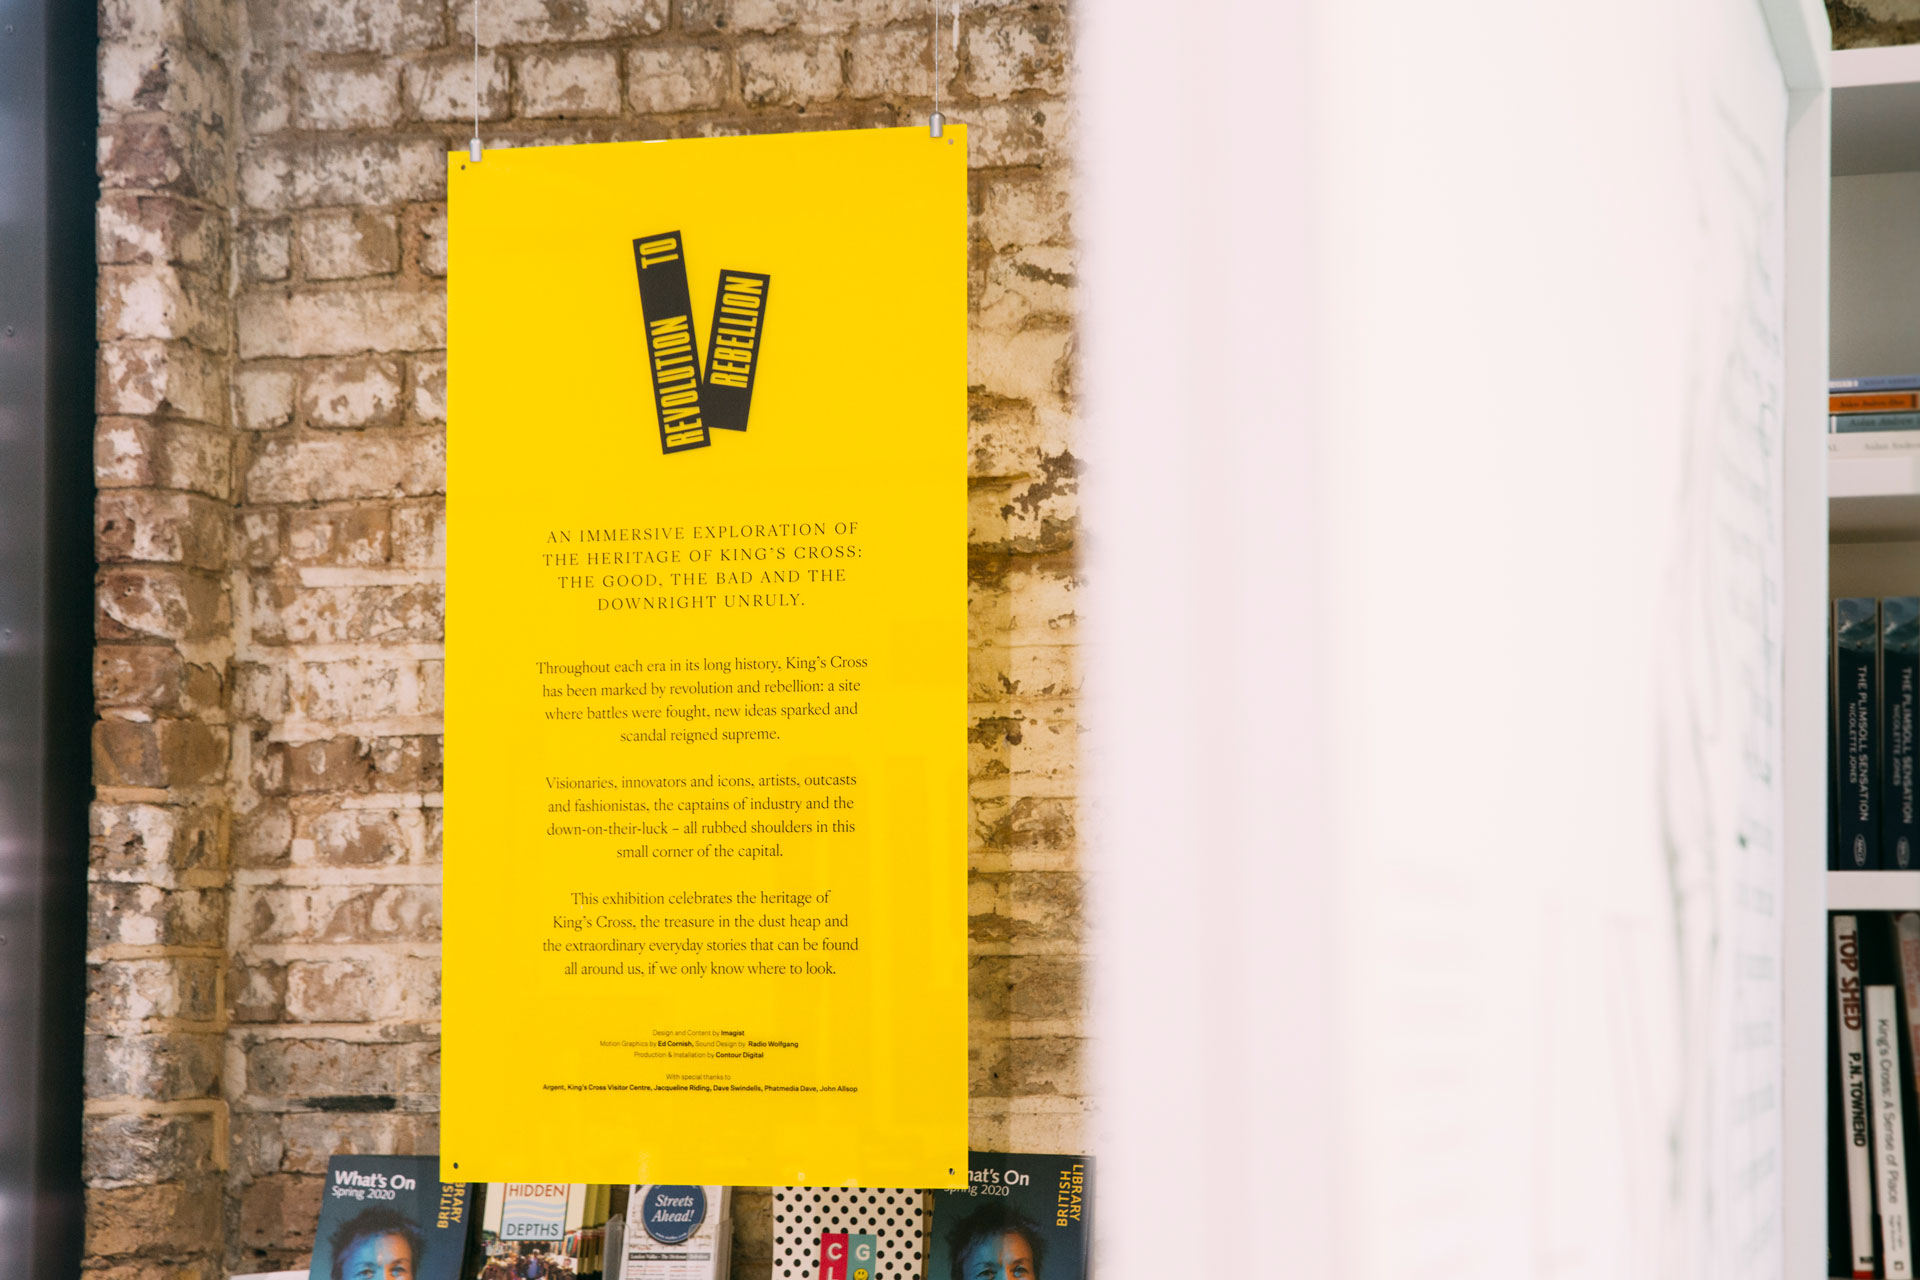 REVOLUTION TO
REBELLION
AN IMMERSIVE EXPLORATION OF
THE HERITAGE OF KING'S CROSS:
THE GOOD, THE BAD AND THE
DOWNRIGHT UNRULY.
Throughout each era in its long history, King's Cross
has been marked by revolution and rebellion: a site
where battles were fought, new ideas sparked and
scandal reigned supreme.
Visionaries, innovators and icons, artists, outcasts
and fashionistas, the captains of industry and the
down-on-their-luck – all rubbed shoulders in this
small corner of the capital.
This exhibition celebrates the heritage of
King's Cross, the treasure in the dust heap and
the extraordinary everyday stories that can be found
all around us, if we only know where to look.
Design and Content by Imagist
Motion Graphics by Ed Cornish, Sound Design by Radio Wolfgang
Production & installation by Contour Digital
With special thanks to
Argent, King's Cross Visitor Centre, Jacqueline Riding, Dave Swindells, Phatmedia Dave, John Allsop
What's On
Spring 2020
BRITISH
LIBRARY
HIDDEN
DEPTHS
Streets
Ahead!
C G
at's On
ng 2020
BRITISH
LIBRARY
THE PLIMSOLL SENSATION
NICOLETTE JONES
THE PLIMSOLL SENSATION
NICOLETTE JONES
TOP SHED P.N. TOWNEND
King's Cross: A Sense of Place